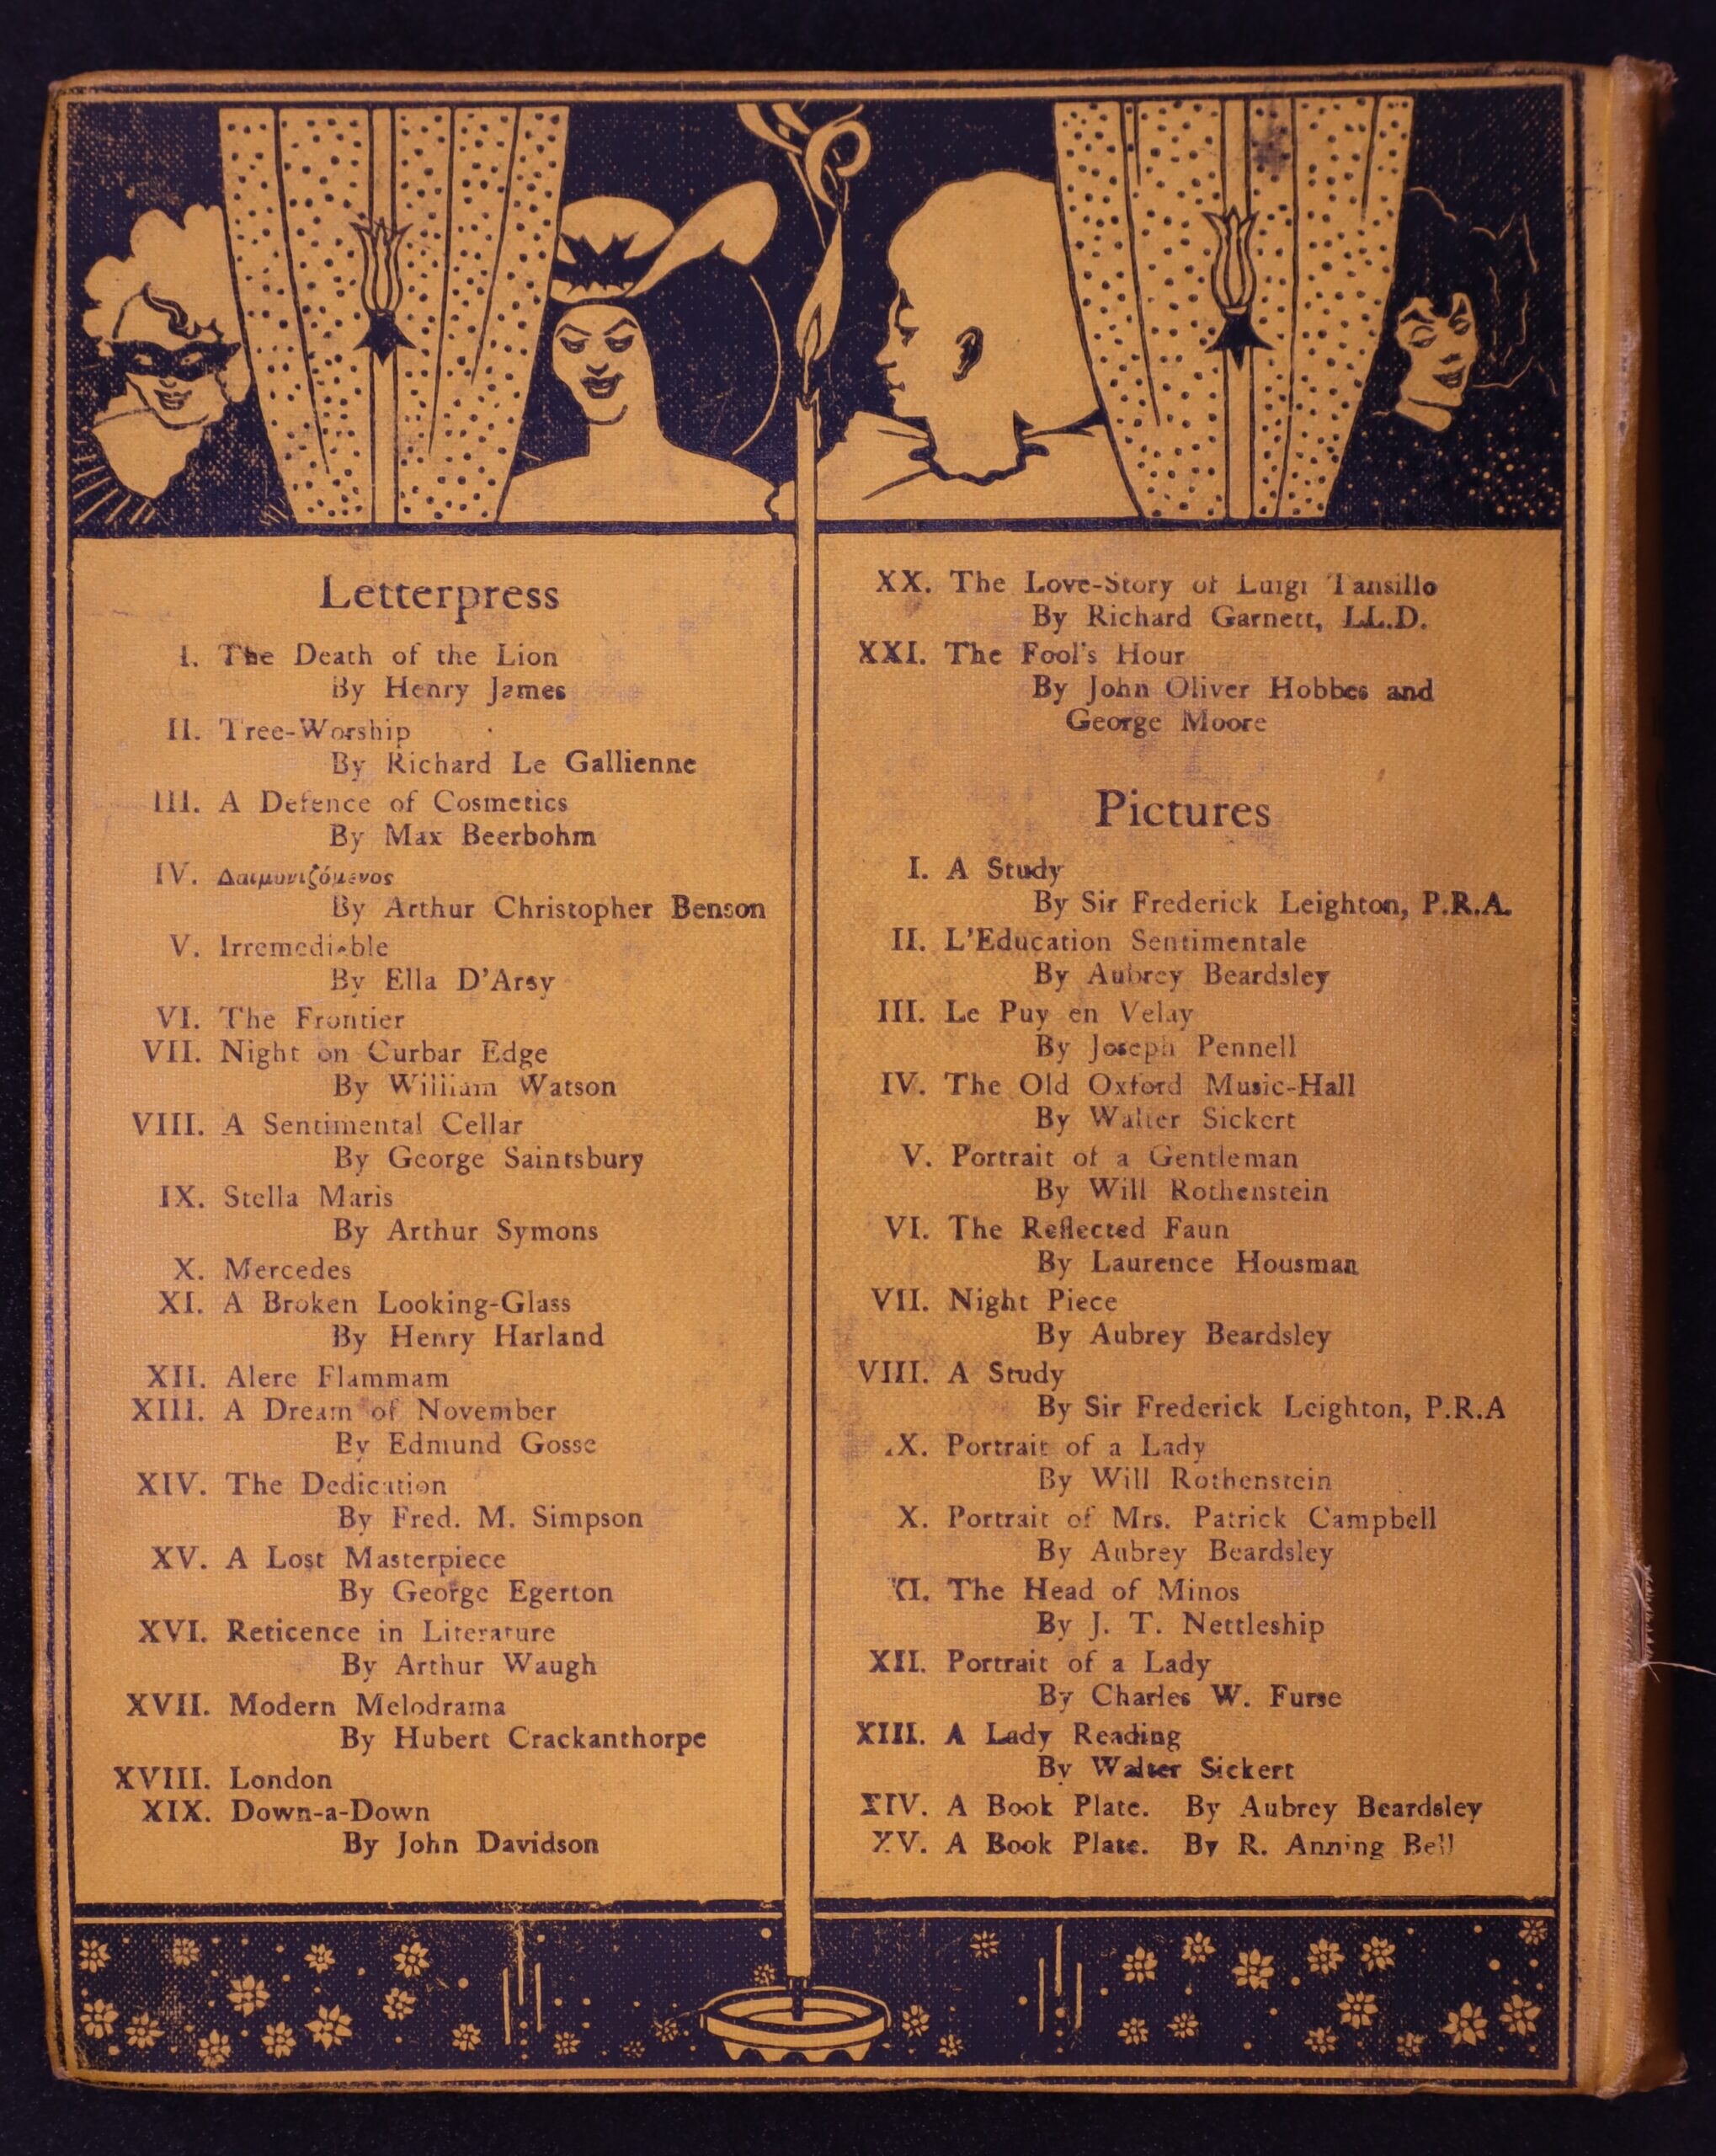 Letterpress
I. The Death of the Lion
By Henry James
II. Tree-Worship
By Richard Le Gallienne
III. A Defence of Cosmetics
By Max Beerbohm
IV. Δαιμονιζόμενος
By Arthur Christopher Benson
V. Irremediable
By Ella D'Arsy
VI. The Frontier
VII. Night on Curbar Edge
By William Watson
VIII. A Sentimental Cellar
By George Saintsbury
IX. Stella Maris
By Arthur Symons
X. Mercedes
XI. A Broken Looking-Glass
By Henry Harland
XII. Alere Flammam
XIII. A Dream of November
By Edmund Gosse
XIV. The Dedication
By Fred. M. Simpson
XV. A Lost Masterpiece
By George Egerton
XVI. Reticence in Literature
By Arthur Waugh
XVII. Modern Melodrama
By Hubert Crackanthorpe
XVIII. London
XIX. Down-a-Down
By John Davidson
XX. The Love-Story of Luigi Tansillo
By Richard Garnett, LL.D.
XXI. The Fool's Hour
By John Oliver Hobbes and
George Moore
Pictures
I. A Study
By Sir Frederick Leighton, P.R.A.
II. L'Education Sentimentale
By Aubrey Beardsley
III. Le Puy en Velay
By Joseph Pennell
IV. The Old Oxford Music-Hall
By Walter Sickert
V. Portrait of a Gentleman
By Will Rothenstein
VI. The Reflected Faun
By Laurence Housman
VII. Night Piece
By Aubrey Beardsley
VIII. A Study
By Sir Frederick Leighton, P.R.A
IX. Portrait of a Lady
By Will Rothenstein
X. Portrait of Mrs. Patrick Campbell
By Aubrey Beardsley
XI. The Head of Minos
By J. T. Nettleship
XII. Portrait of a Lady
By Charles W. Furse
XIII. A Lady Reading
By Walter Sickert
XIV. A Book Plate. By Aubrey Beardsley
XV. A Book Plate. By R. Anning Bell